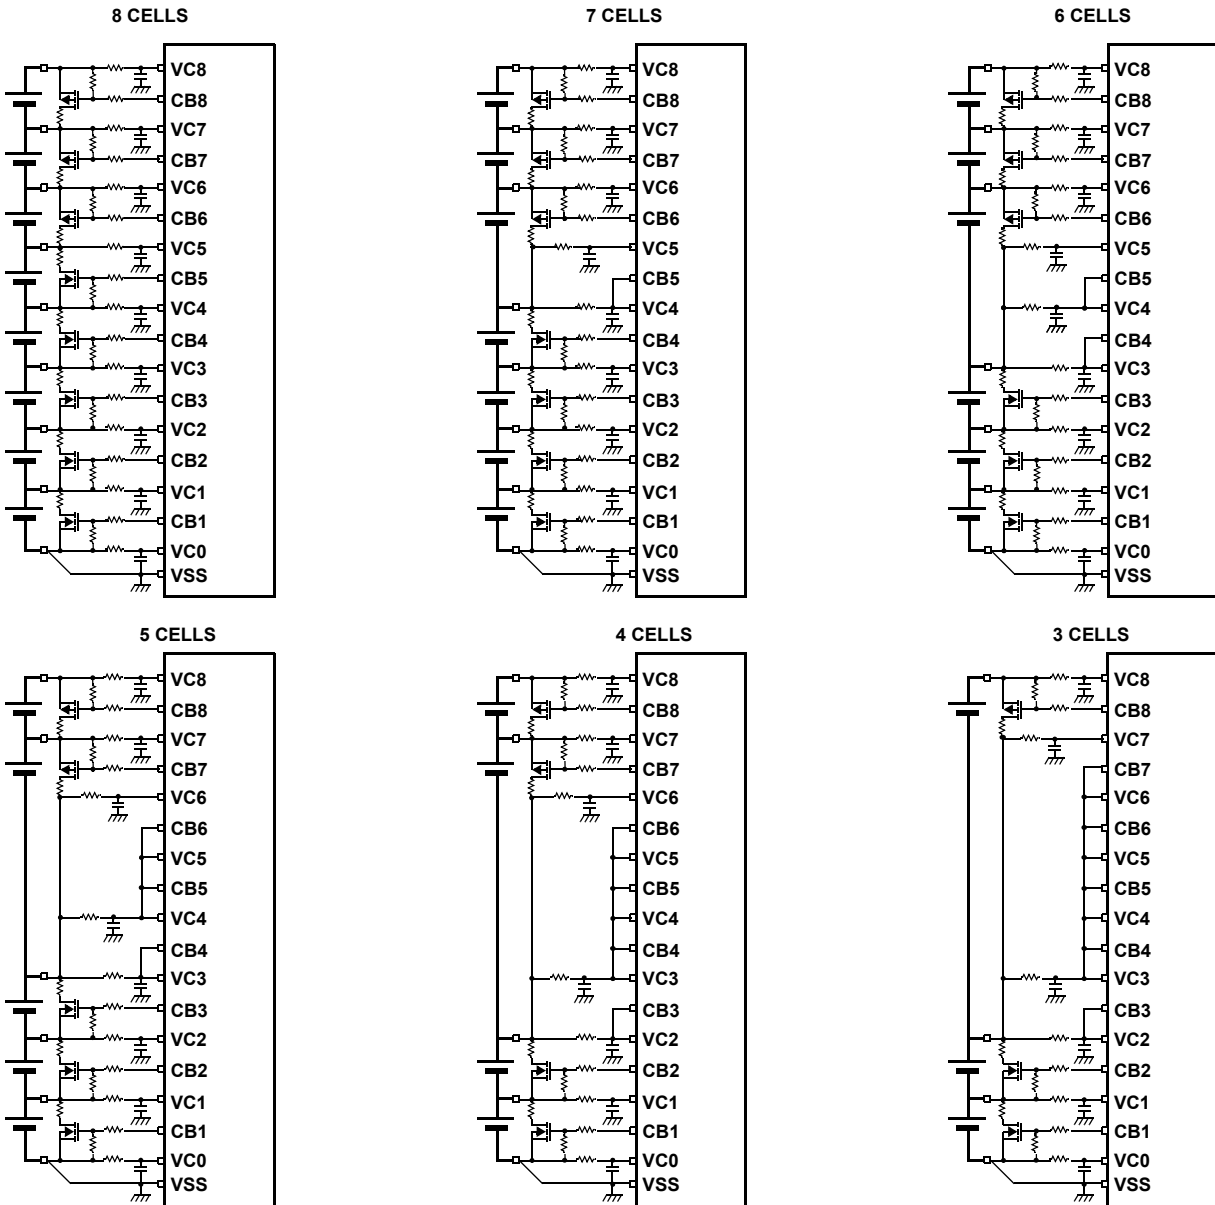 8 CELLS
VC8
CB8
VC7
CB7
VC6
CB6
VC5
CB5
VC4
CB4
VC3
CB3
VC2
CB2
VC1
CB1
VC0
VSS
7 CELLS
VC8
CB8
VC7
CB7
VC6
CB6
VC5
CB5
VC4
CB4
VC3
CB3
VC2
CB2
VC1
CB1
VC0
VSS
6 CELLS
VC8
CB8
VC7
CB7
VC6
CB6
VC5
CB5
VC4
CB4
VC3
CB3
VC2
CB2
VC1
CB1
VC0
VSS
5 CELLS
VC8
CB8
VC7
CB7
VC6
CB6
VC5
CB5
VC4
CB4
VC3
CB3
VC2
CB2
VC1
CB1
VC0
VSS
4 CELLS
VC8
CB8
VC7
CB7
VC6
CB6
VC5
CB5
VC4
CB4
VC3
CB3
VC2
CB2
VC1
CB1
VC0
VSS
3 CELLS
VC8
CB8
VC7
CB7
VC6
CB6
VC5
CB5
VC4
CB4
VC3
CB3
VC2
CB2
VC1
CB1
VC0
VSS